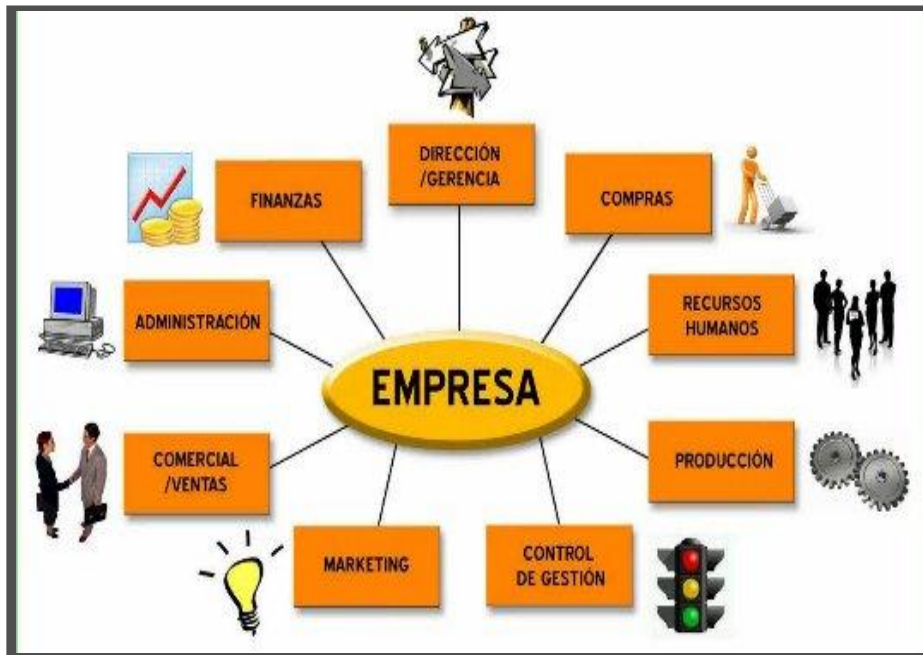 DIRECCIÓN
/GERENCIA
FINANZAS
COMPRAS
ADMINISTRACIÓN
RECURSOS
HUMANOS
EMPRESA
COMERCIAL
/VENTAS
PRODUCCIÓN
MARKETING
CONTROL
DE GESTIÓN